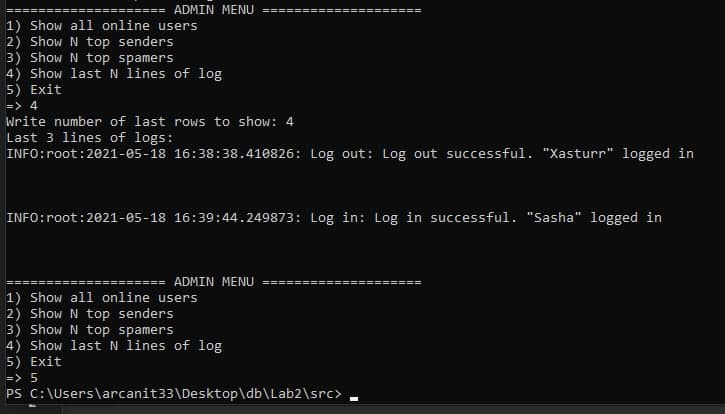 ==================== ADMIN MENU ====================
1) Show all online users
2) Show N top senders
3) Show N top spamers
4) Show last N lines of log
5) Exit
=> 4
Write number of last rows to show: 4
Last 3 lines of logs:
INFO:root:2021-05-18 16:38:38.410826: Log out: Log out successful. "Xasturr" logged in
INFO:root:2021-05-18 16:39:44.249873: Log in: Log in successful. "Sasha" logged in
==================== ADMIN MENU ====================
1) Show all online users
2) Show N top senders
3) Show N top spamers
4) Show last N lines of log
5) Exit
=> 5
PS C:\Users\arcanit33\Desktop\db\Lab2\src>